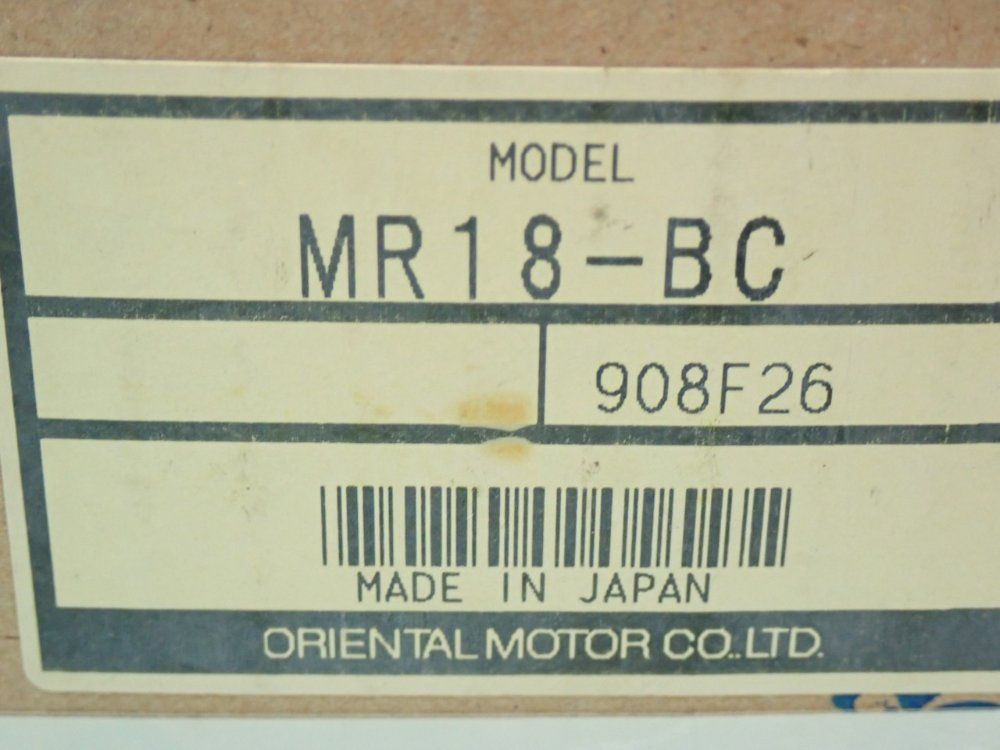 MODEL
MR18-BC
908F26
MADE IN JAPAN
ORIENTAL MOTOR CO.,LTD.